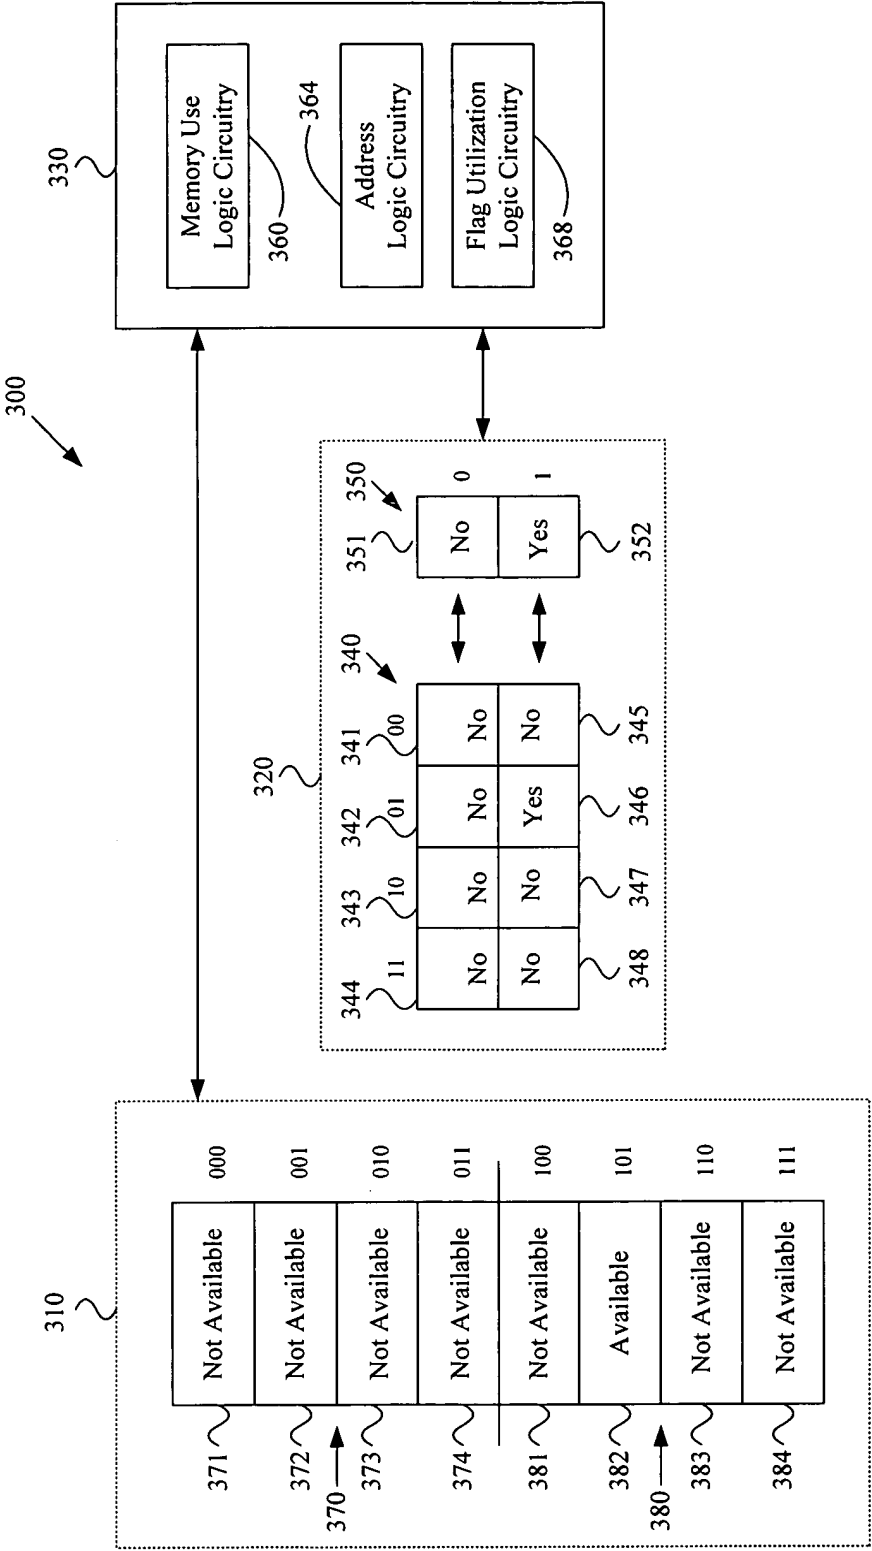 300
310
371
Not Available
000
372
Not Available
001
370
373
Not Available
010
374
Not Available
011
381
Not Available
100
382
Available
101
380
383
Not Available
110
384
Not Available
111
320
340
344
343
342
341
11
10
01
00
No
No
No
No
No
No
Yes
No
348
347
346
345
351
350
No
0
Yes
1
352
330
Memory Use
Logic Circuitry
360
364
Address
Logic Circuitry
Flag Utilization
Logic Circuitry
368